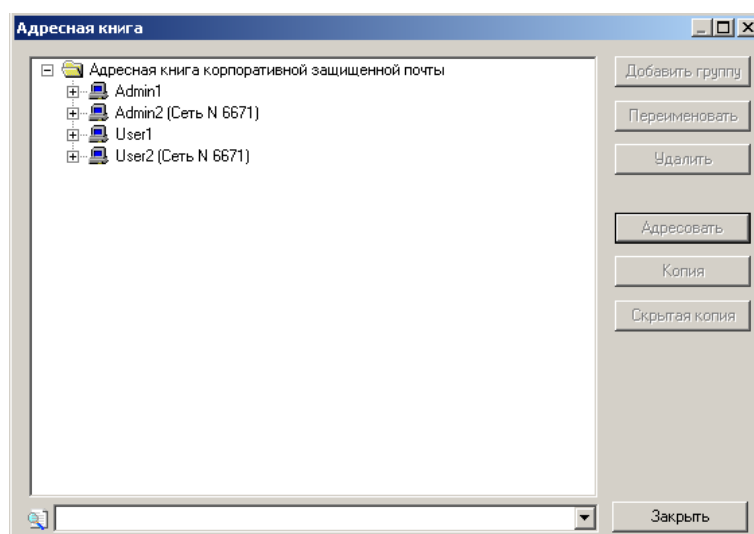 Адресная книга
Адресная книга корпоративной защищенной почты
Admin1
Admin2 (Сеть N 6671)
User1
User2 (Сеть N 6671)
Добавить группу
Переименовать
Удалить
Адресовать
Копия
Скрытая копия
Закрыть